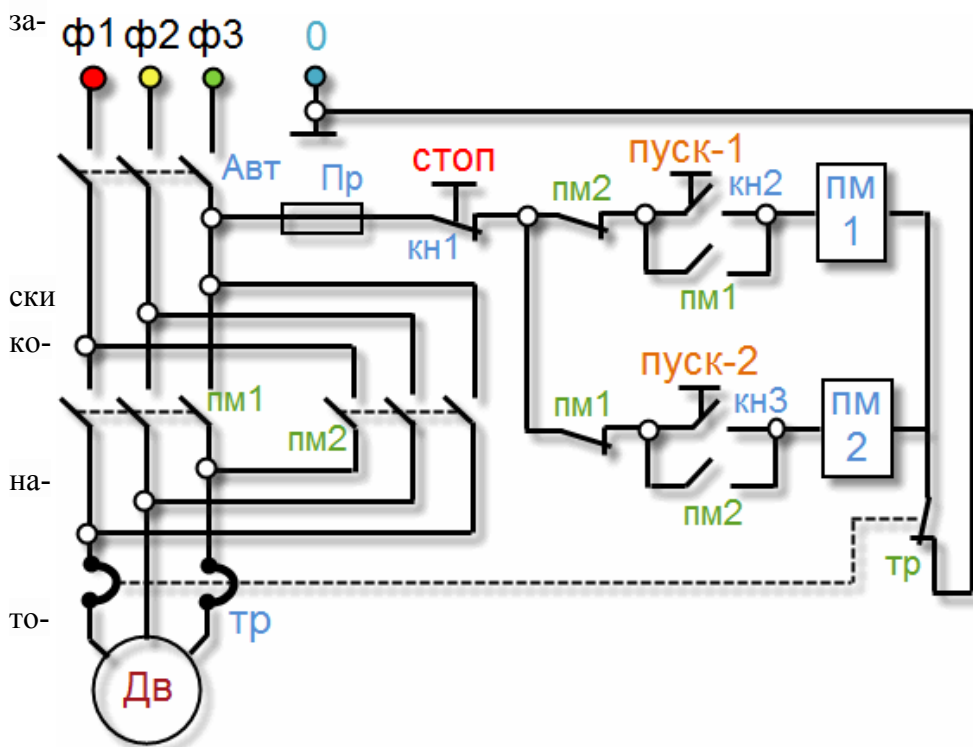 за-
ф1 ф2 ф3 0
Авт
Пр
стоп
кн1
пм2
пуск-1
кн2
пм1
пм
1
ски
ко-
пм1
пм2
пм1
пуск-2
кн3
пм2
пм
2
на-
тр
то-
тр
Дв